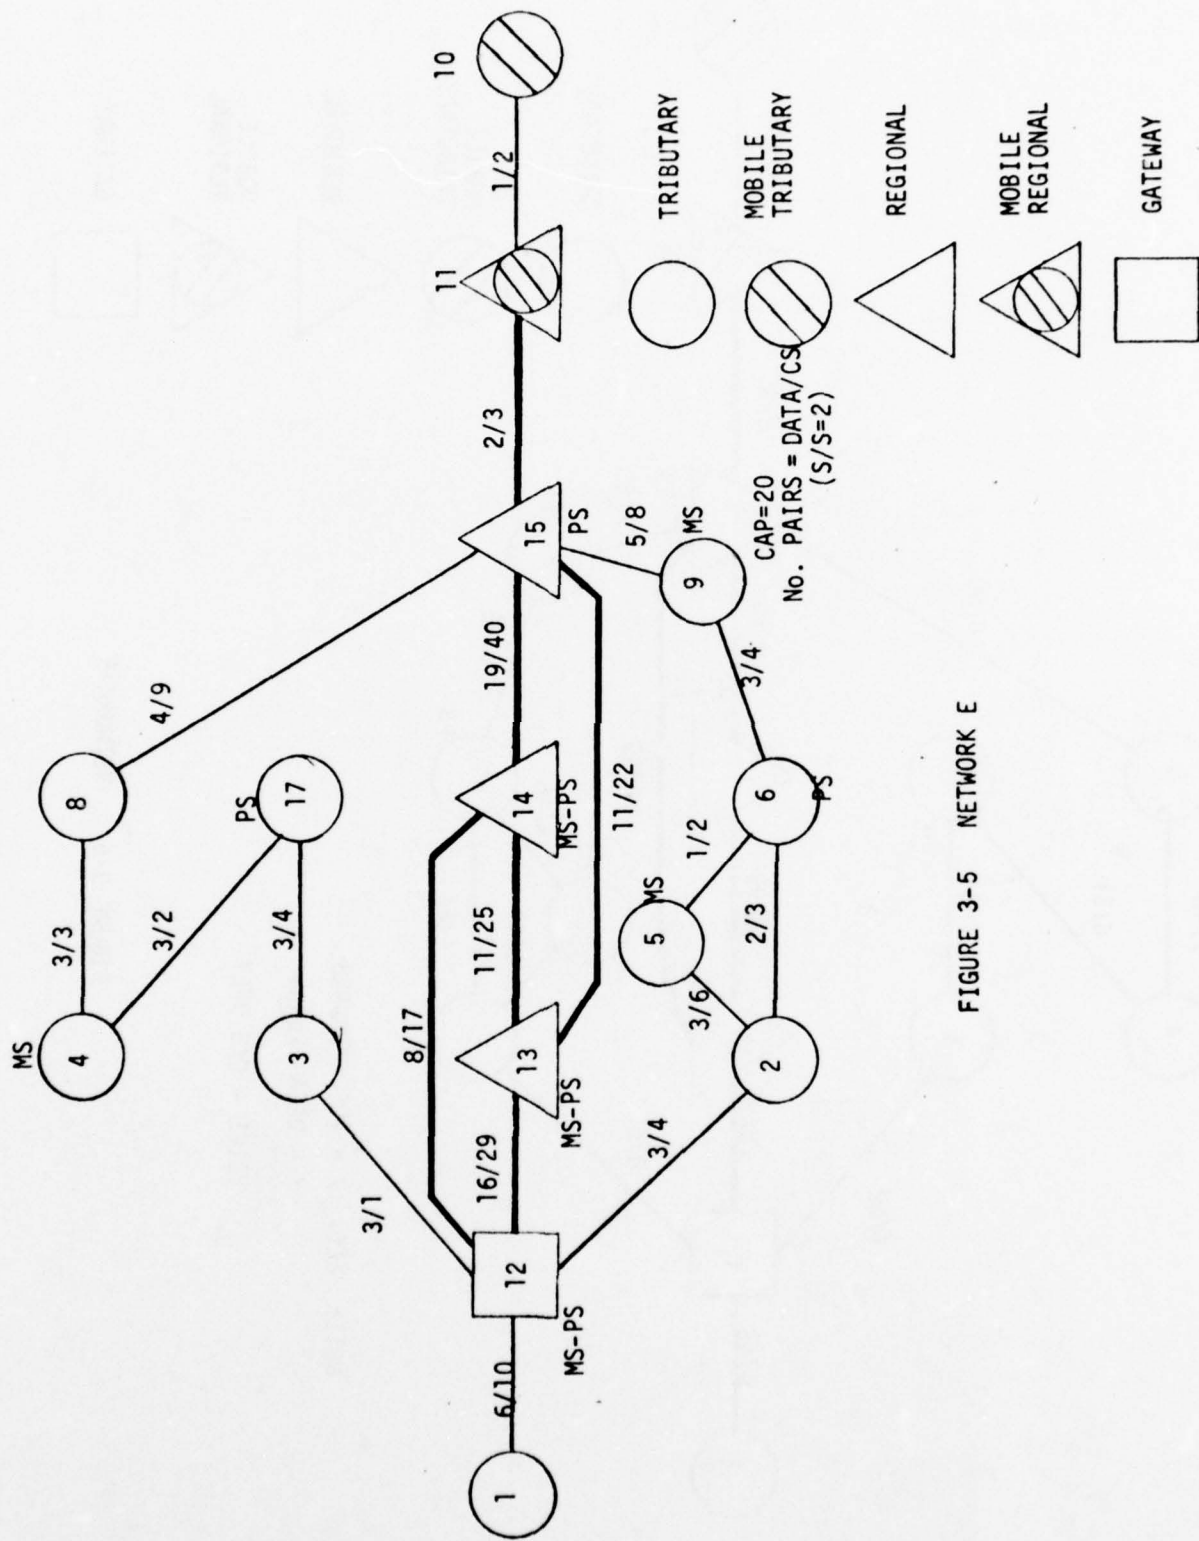 MS
4
3/3
8
4/9
3/2
PS
17
3/4
3
3/1
8/17
1
6/10
12
MS-PS
16/29
13
MS-PS
11/25
14
MS-PS
19/40
15
PS
2/3
11
1/2
10
11/22
5/8
9
MS
3/4
3/4
2
3/6
5
MS
1/2
2/3
6
PS
CAP=20
No. PAIRS = DATA/CS
(S/S=2)
TRIBUTARY
MOBILE
TRIBUTARY
REGIONAL
MOBILE
REGIONAL
GATEWAY
FIGURE 3-5 NETWORK E